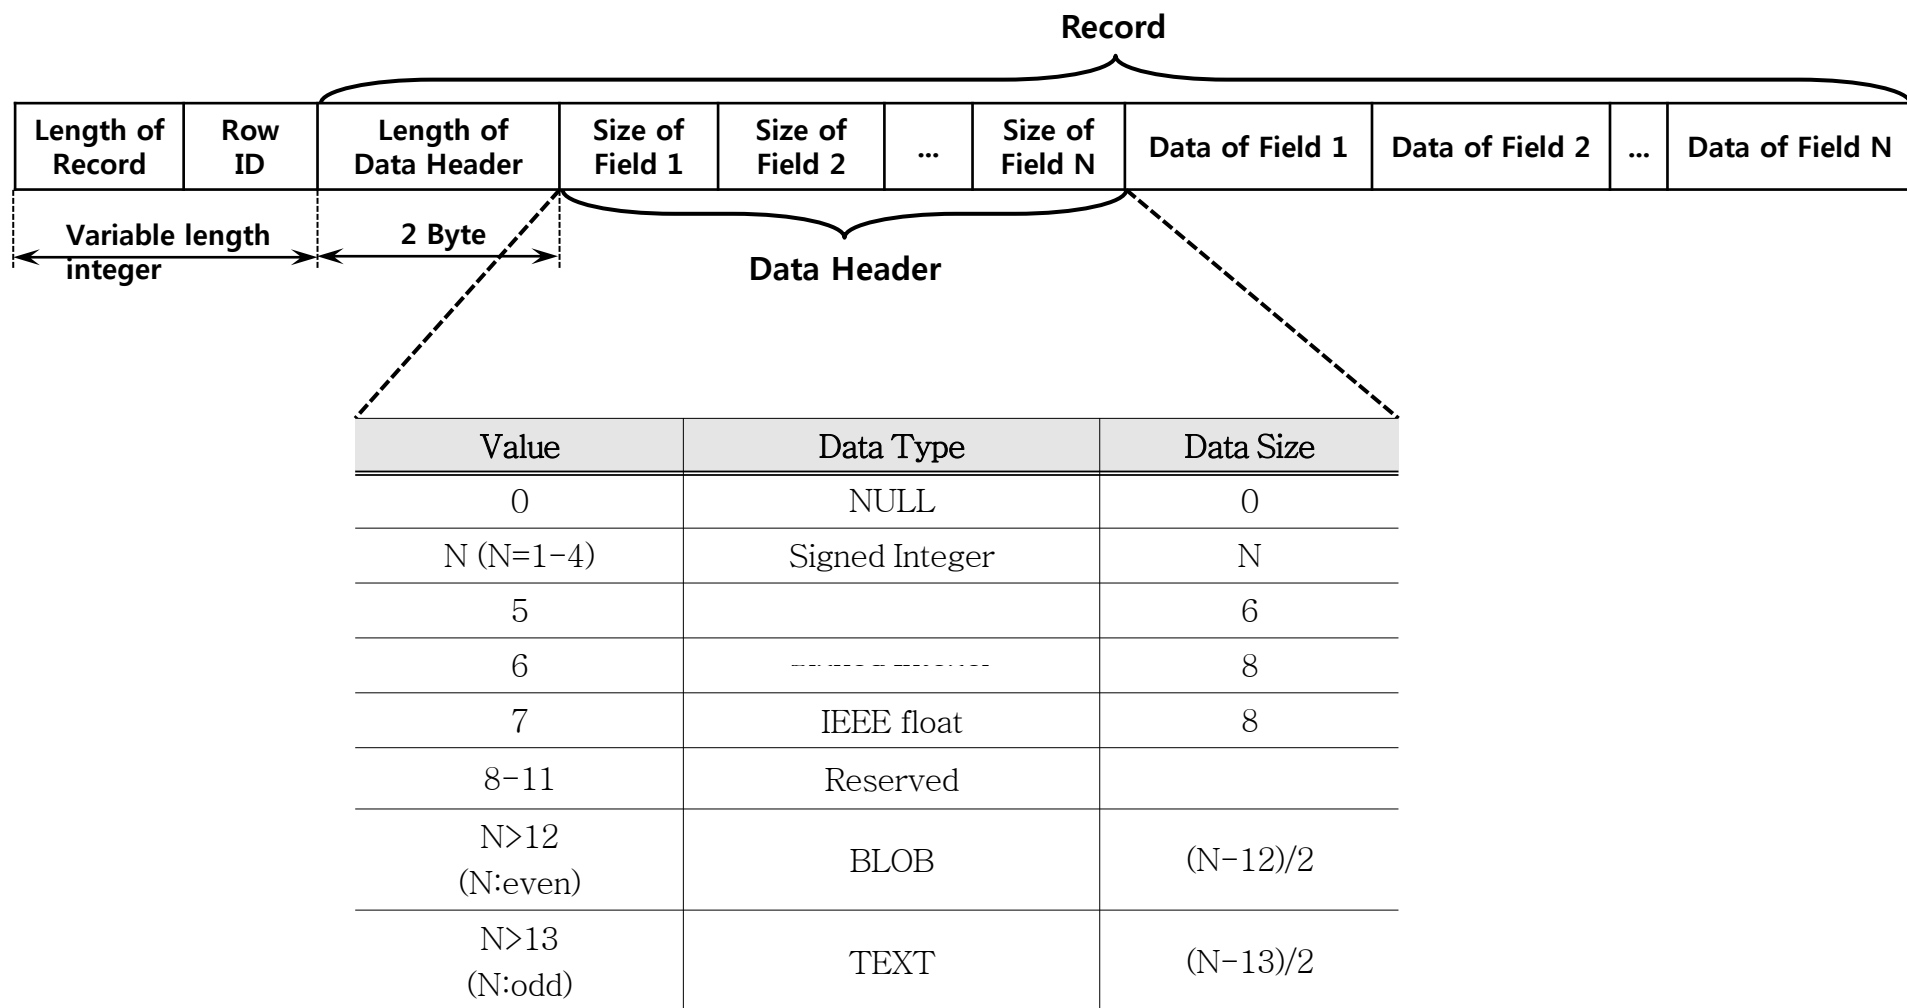 Record
Length of Record
Row ID
Length of Data Header
Size of Field 1
Size of Field 2
...
Size of Field N
Data of Field 1
Data of Field 2
...
Data of Field N
Variable length integer
2 Byte
Data Header
Value Data Type Data Size
0 NULL 0
N (N=1-4) Signed Integer N
5 6
6 8
7 IEEE float 8
8-11 Reserved
N>12 (N:even) BLOB (N-12)/2
N>13 (N:odd) TEXT (N-13)/2